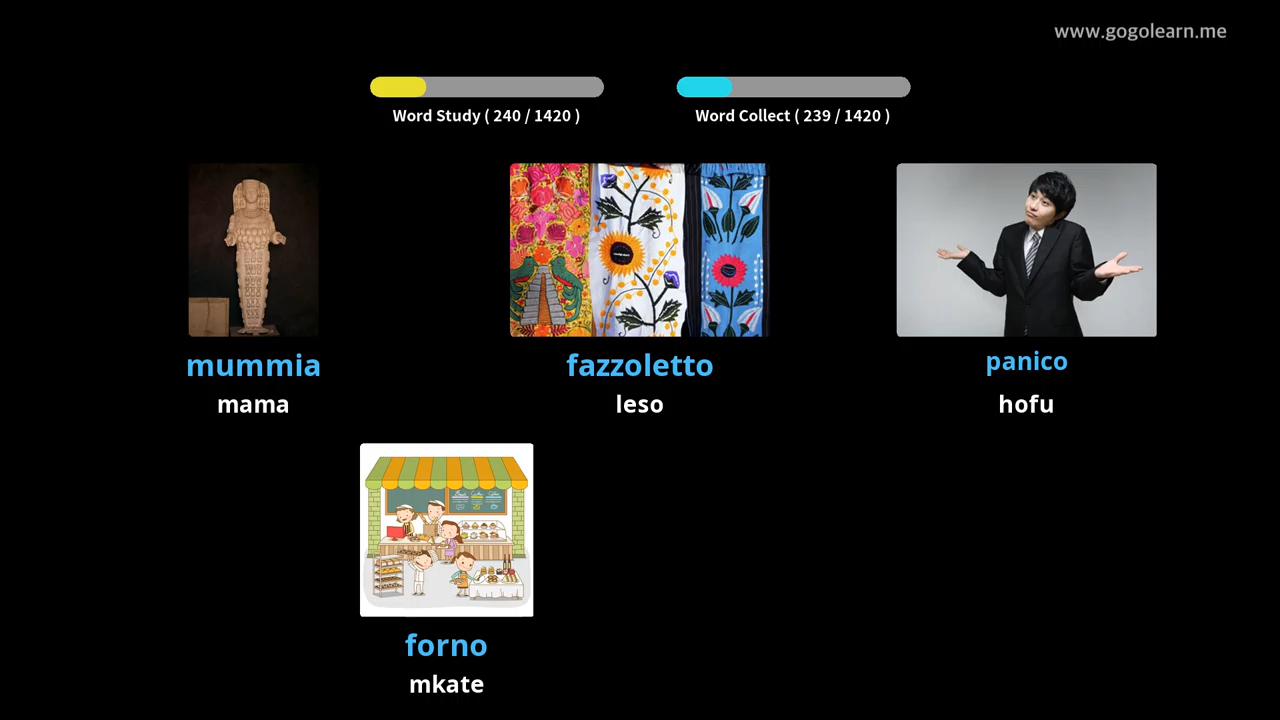 www.gogolearn.me
Word Study ( 240 / 1420 )
Word Collect ( 239 / 1420 )
mummia
mama
fazzoletto
leso
panico
hofu
forno
mkate